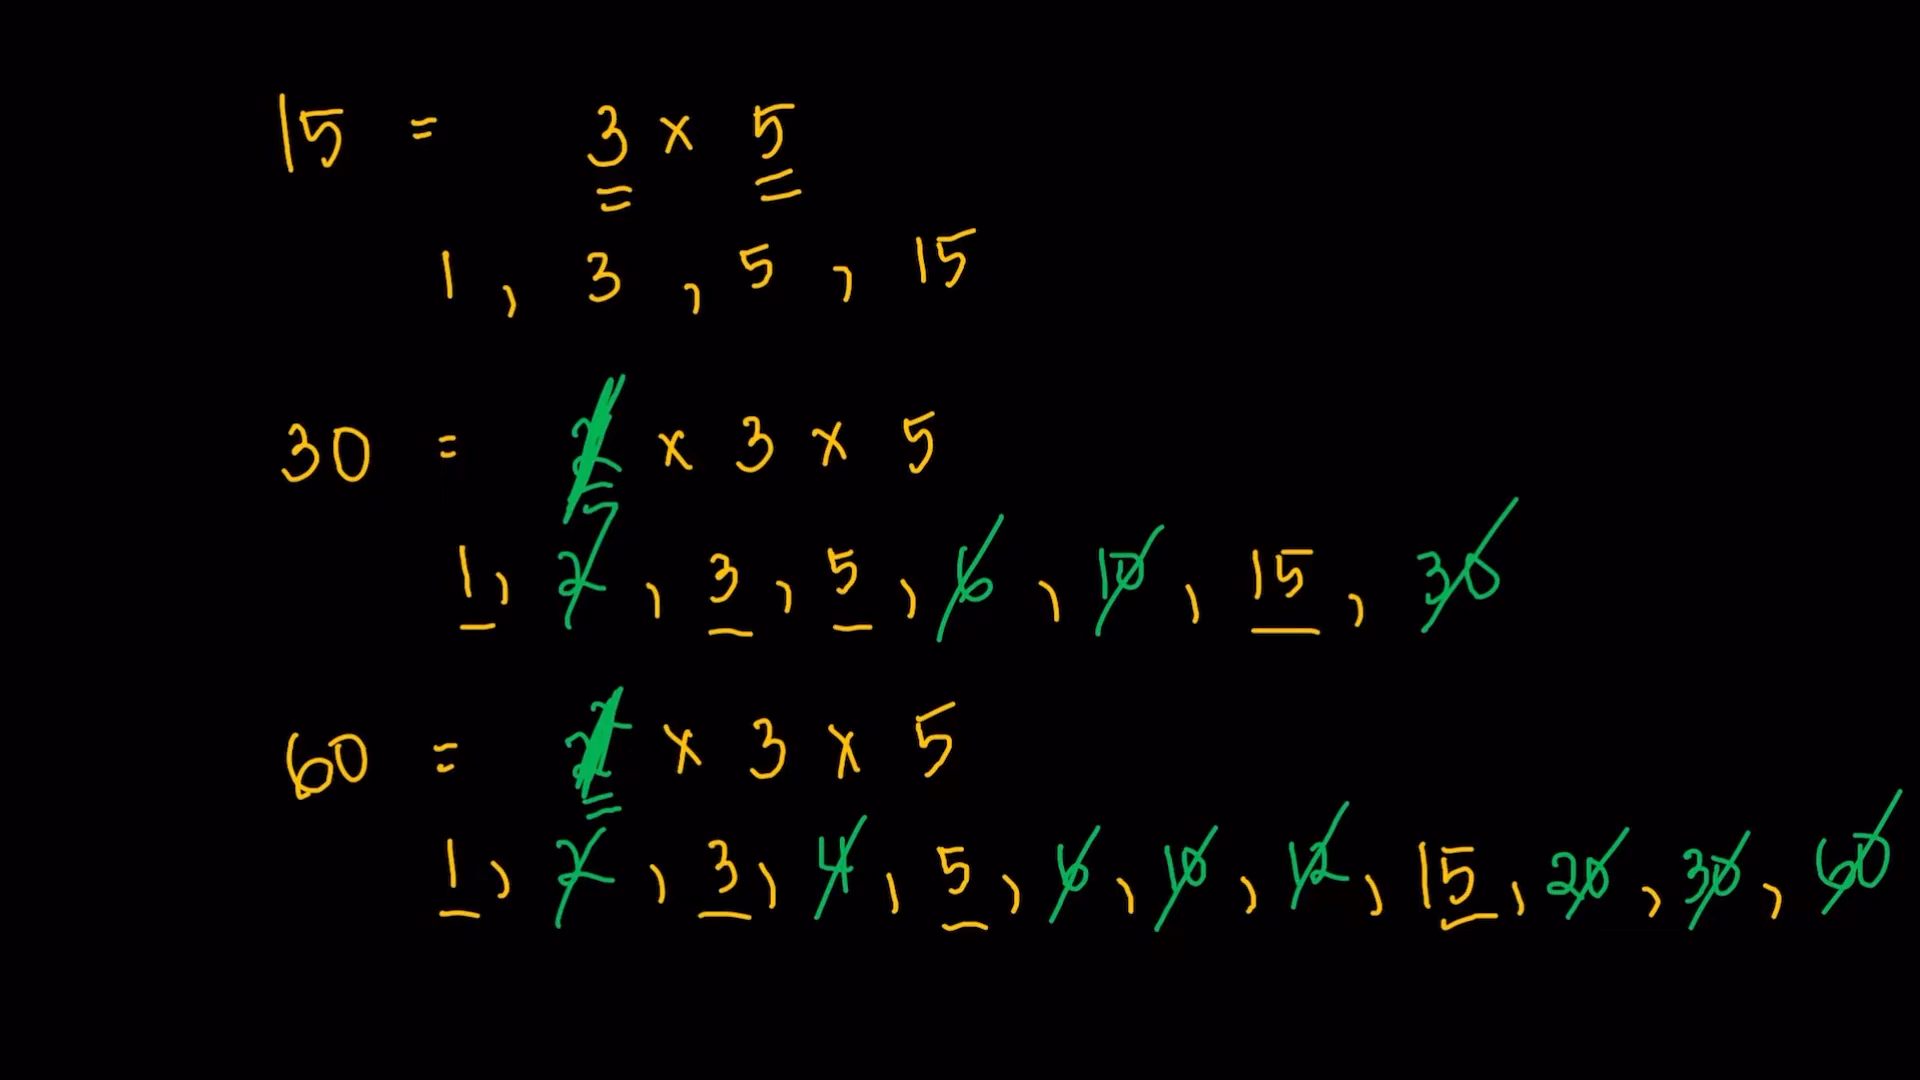 15 = 3 x 5
1 , 3 , 5 , 15
30 = 2 x 3 x 5
1, 2 , 3 , 5 , 6 , 10 , 15 , 30
60 = 2² x 3 x 5
1 , 2 , 3 , 4 , 5 , 6 , 10 , 12 , 15 , 20 , 30 , 60